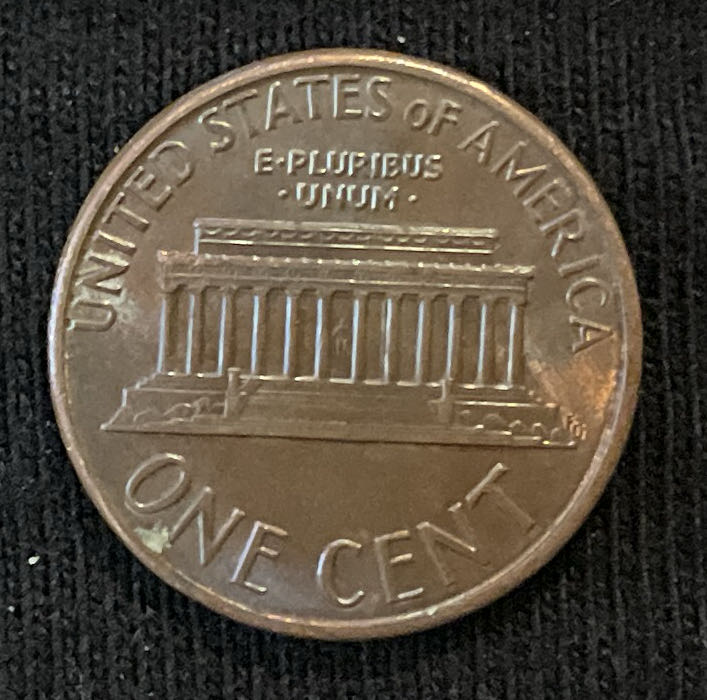 UNITED STATES OF AMERICA
E·PLURIBUS
·UNUM·
ONE CENT